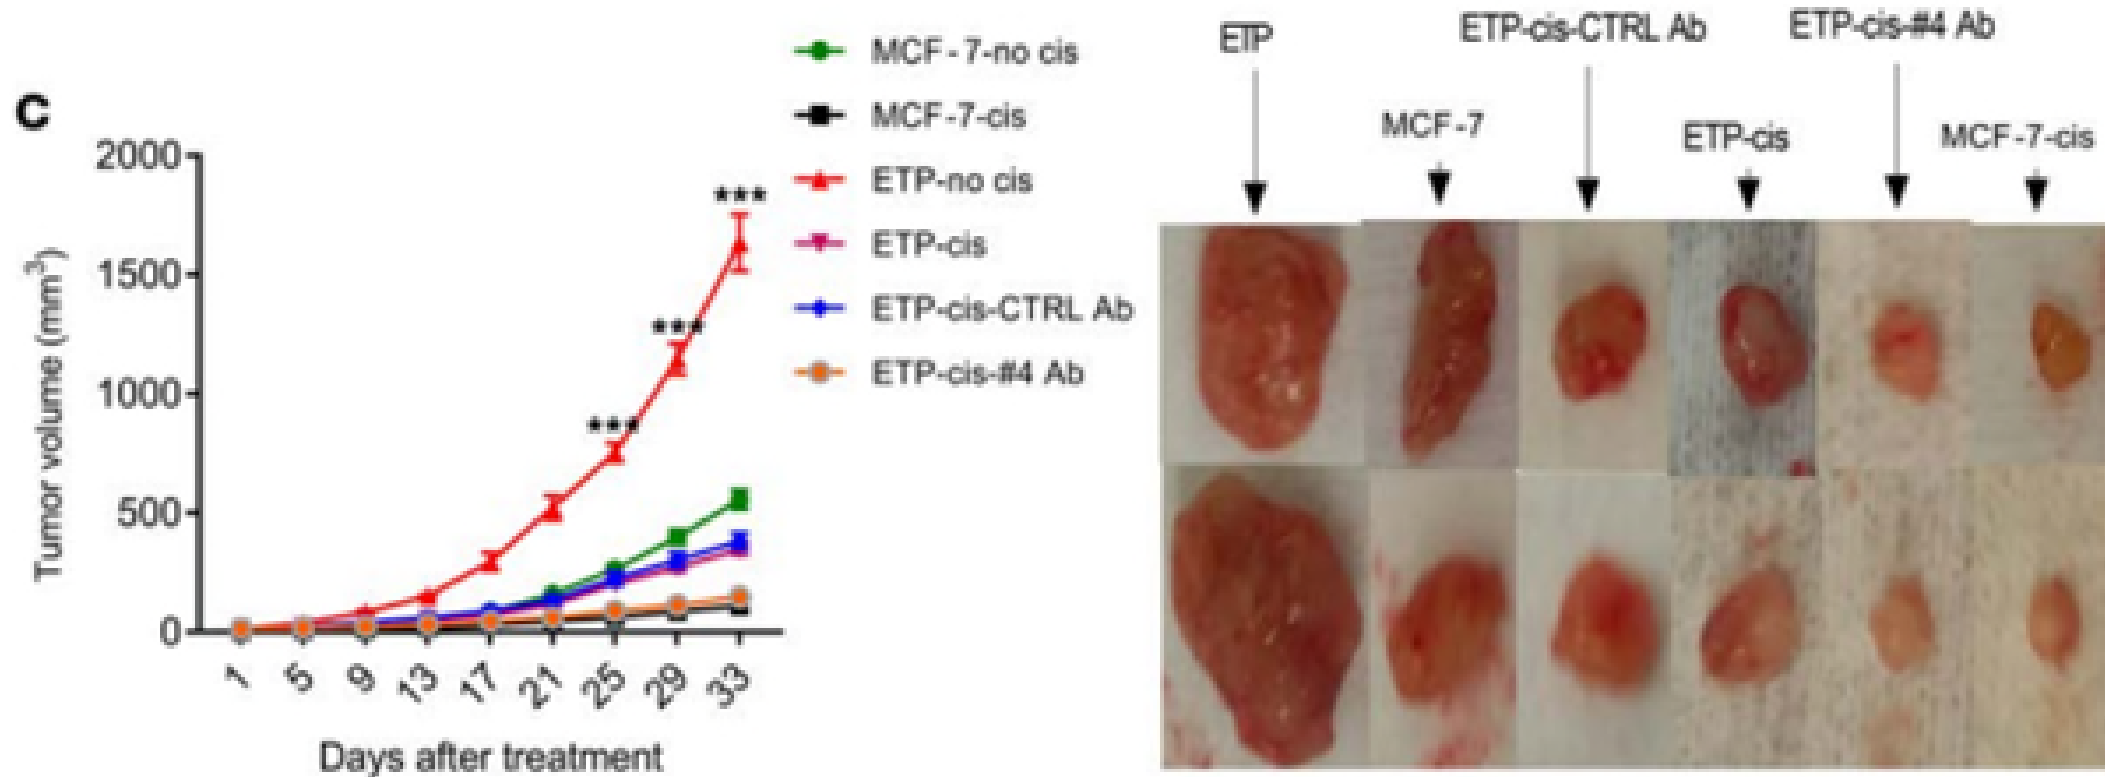 C
Tumor volume (mm³)
2000
1500
1000
500
0
***
***
***
1
5
9
13
17
21
25
29
33
Days after treatment
MCF-7-no cis
MCF-7-cis
ETP-no cis
ETP-cis
ETP-cis-CTRL Ab
ETP-cis-#4 Ab
ETP
MCF-7
ETP-cis-CTRL Ab
ETP-cis
ETP-cis-#4 Ab
MCF-7-cis